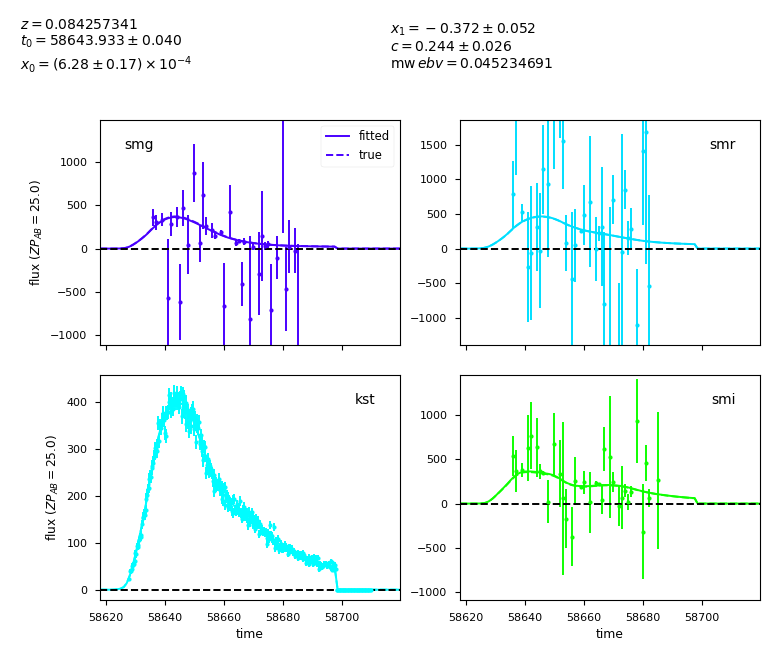 z = 0.084257341
t₀ = 58643.933 ± 0.040
x₀ = (6.28 ± 0.17) × 10⁻⁴
x₁ = −0.372 ± 0.052
c = 0.244 ± 0.026
mw ebv = 0.045234691
smg
fitted
true
1000
500
0
−500
−1000
flux (ZP_AB = 25.0)
smr
1500
1000
500
0
−500
−1000
kst
400
300
200
100
0
flux (ZP_AB = 25.0)
58620 58640 58660 58680 58700
time
smi
1000
500
0
−500
−1000
58620 58640 58660 58680 58700
time